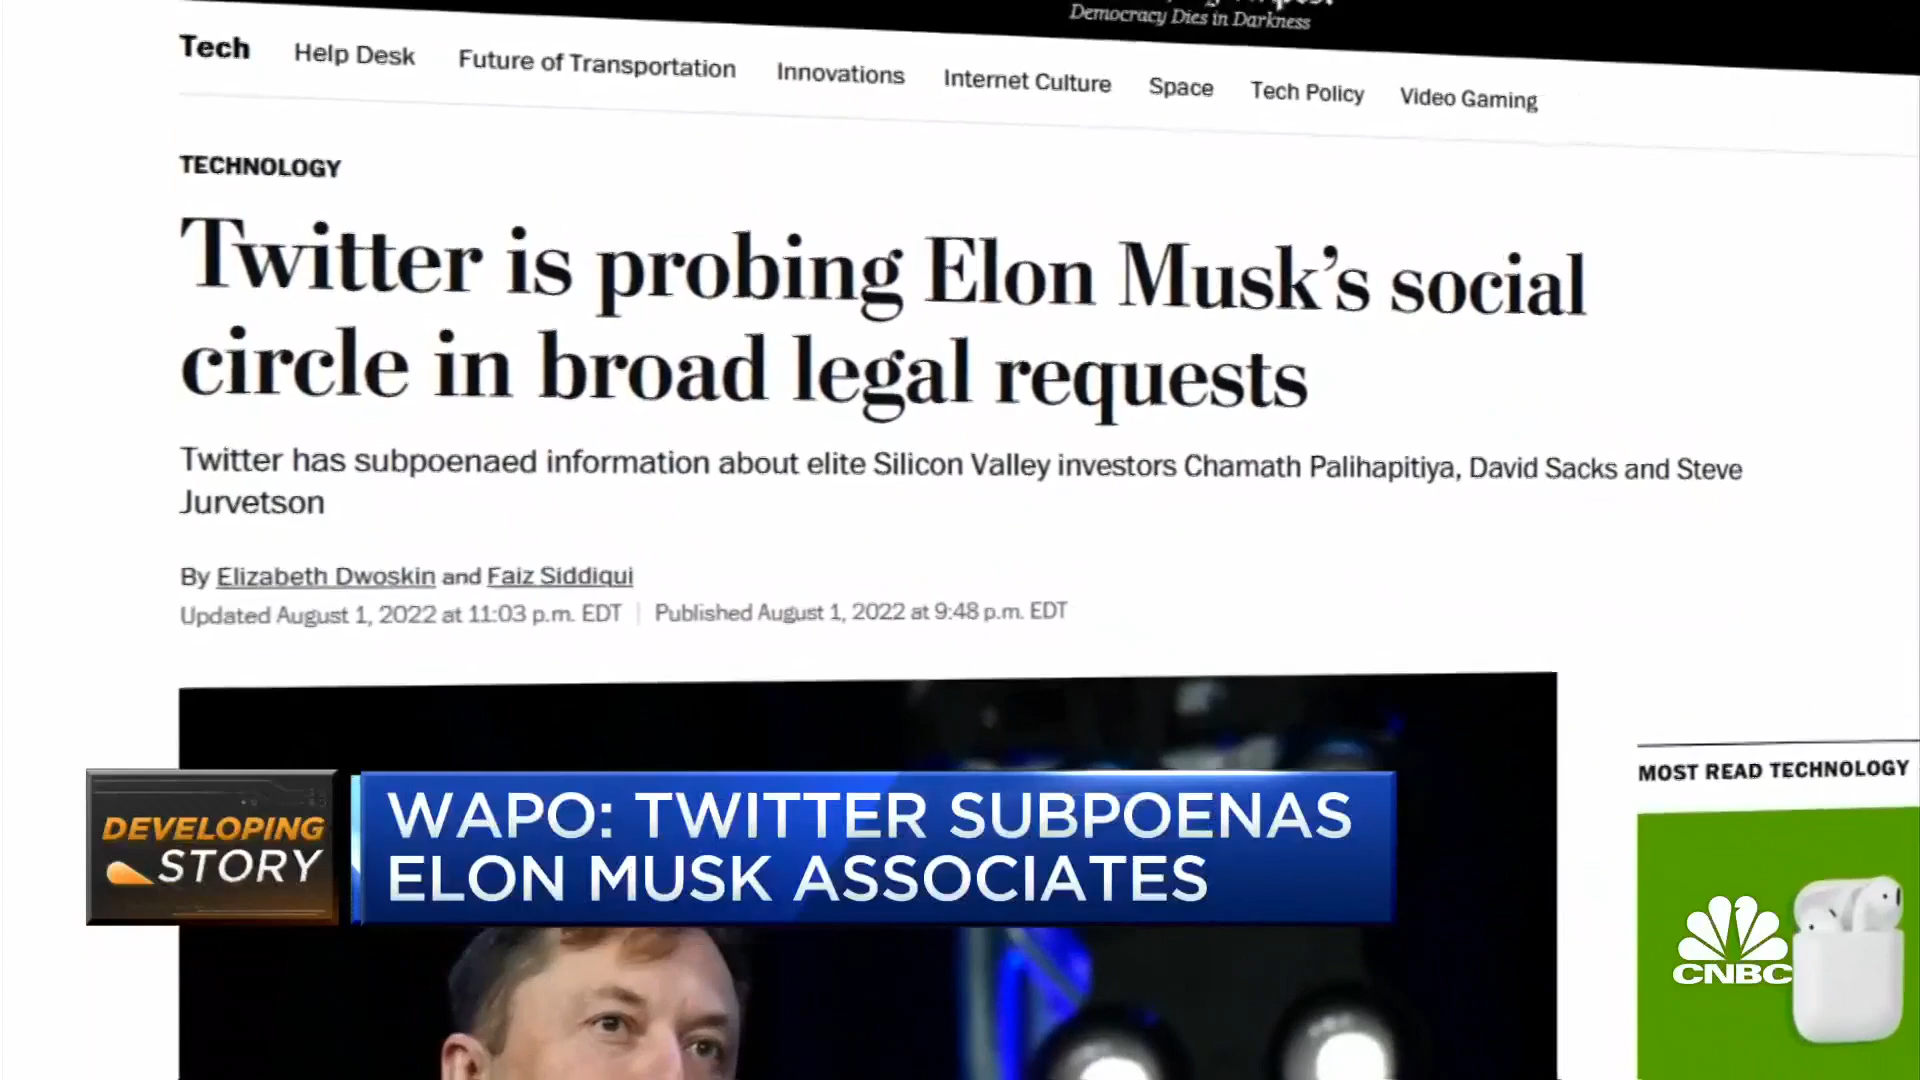 Democracy Dies in Darkness
Tech Help Desk Future of Transportation Innovations Internet Culture Space Tech Policy Video Gaming
TECHNOLOGY
Twitter is probing Elon Musk's social
circle in broad legal requests
Twitter has subpoenaed information about elite Silicon Valley investors Chamath Palihapitiya, David Sacks and Steve
Jurvetson
By Elizabeth Dwoskin and Faiz Siddiqui
Updated August 1, 2022 at 11:03 p.m. EDT | Published August 1, 2022 at 9:48 p.m. EDT
MOST READ TECHNOLOGY
DEVELOPING
STORY
WAPO: TWITTER SUBPOENAS
ELON MUSK ASSOCIATES
CNBC